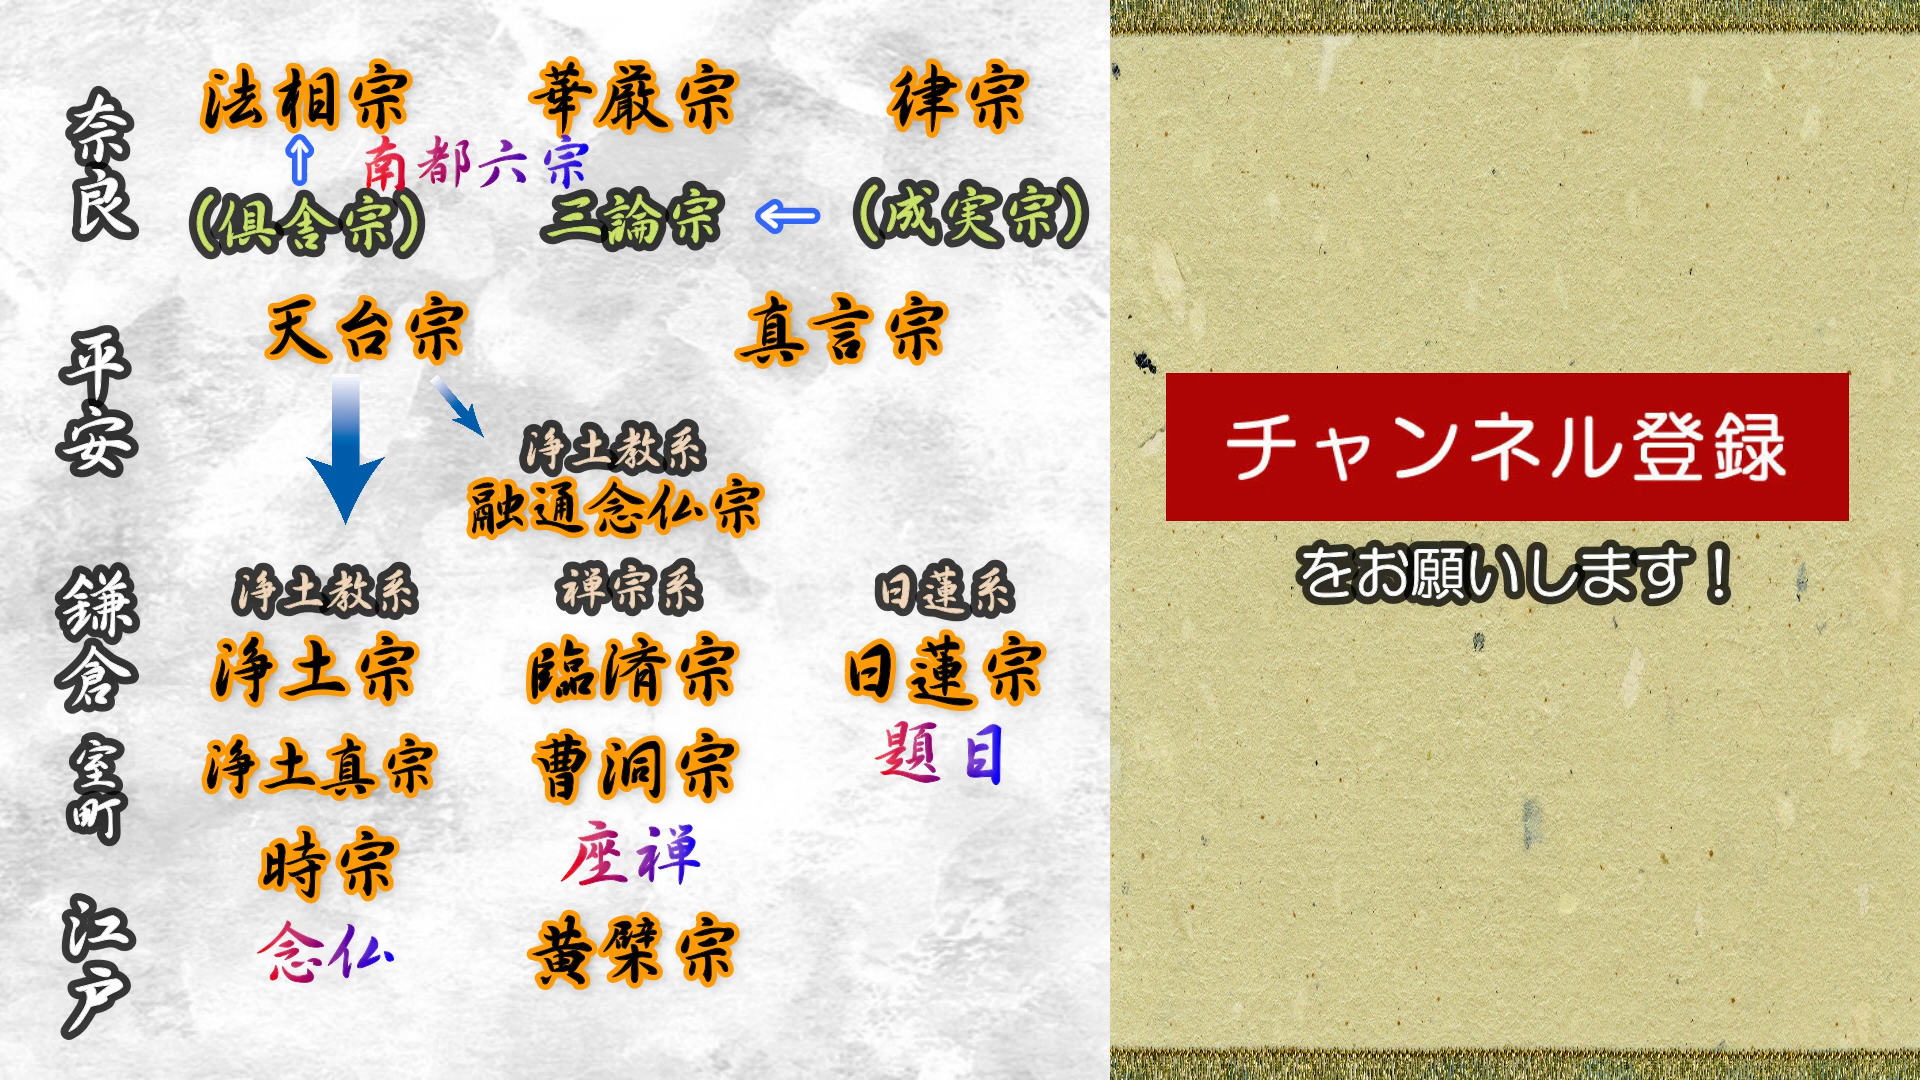 奈良
法相宗 華厳宗 律宗
南都六宗
(倶舎宗) 三論宗 (成実宗)
平安
天台宗 真言宗
浄土教系
融通念仏宗
鎌倉
浄土教系 禅宗系 日蓮系
浄土宗 臨済宗 日蓮宗
室町
浄土真宗 曹洞宗 題目
時宗 座禅
江戸
念仏 黄檗宗
チャンネル登録
をお願いします！